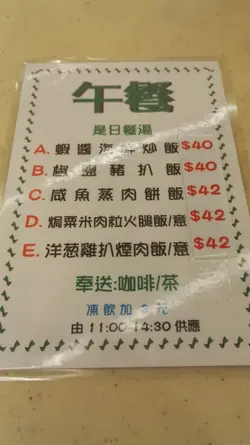 午餐
是日餐湯
A. 蝦醬海鮮炒飯 $40
B. 椒鹽豬扒飯 $40
C. 咸魚蒸肉餅飯 $42
D. 焗粟米肉粒火腿飯/意 $42
E. 洋葱雞扒煙肉飯/意 $42
奉送:咖啡/茶
凍飲加 3 元
由 11:00-14:30 供應